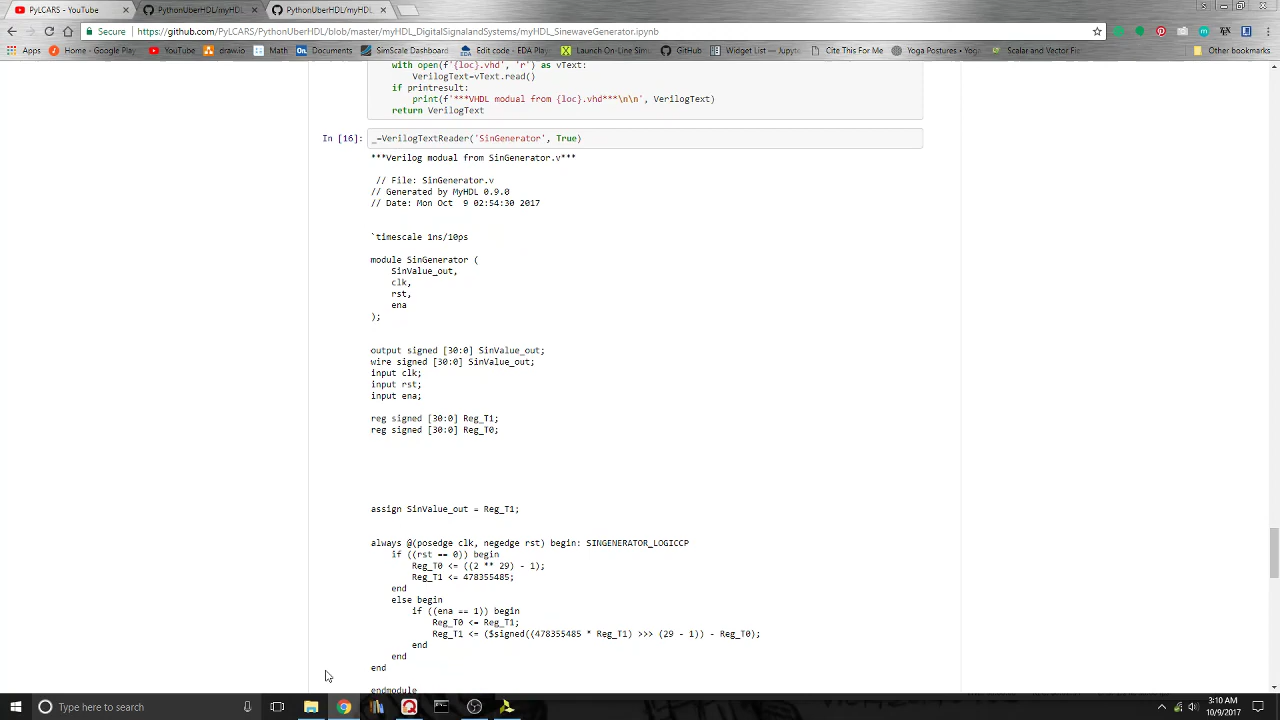 PyLCARS - YouTube
PythonUberHDL/myHDL
PythonUberHDL/myHDL
Secure https://github.com/PyLCARS/PythonUberHDL/blob/master/myHDL_DigitalSignalandSystems/myHDL_SinewaveGenerator.ipynb
Apps Home - Google Play YouTube draw.io Math Documents SimScale Dashboard Edit code - EDA Play Launch On-Line Simu GitHub Widget List — Jupyte Cite This For Me Yoga Postures - Yog Scalar and Vector Fie Other bookmarks
with open(f'{loc}.vhd', 'r') as vText:
VerilogText=vText.read()
if printresult:
print(f'***VHDL modual from {loc}.vhd***\n\n', VerilogText)
return VerilogText
In [16]: _=VerilogTextReader('SinGenerator', True)
***Verilog modual from SinGenerator.v***
// File: SinGenerator.v
// Generated by MyHDL 0.9.0
// Date: Mon Oct  9 02:54:30 2017
`timescale 1ns/10ps
module SinGenerator (
SinValue_out,
clk,
rst,
ena
);
output signed [30:0] SinValue_out;
wire signed [30:0] SinValue_out;
input clk;
input rst;
input ena;
reg signed [30:0] Reg_T1;
reg signed [30:0] Reg_T0;
assign SinValue_out = Reg_T1;
always @(posedge clk, negedge rst) begin: SINGENERATOR_LOGICCP
if ((rst == 0)) begin
Reg_T0 <= ((2 ** 29) - 1);
Reg_T1 <= 478355485;
end
else begin
if ((ena == 1)) begin
Reg_T0 <= Reg_T1;
Reg_T1 <= ($signed((478355485 * Reg_T1) >>> (29 - 1)) - Reg_T0);
end
end
end
endmodule
Type here to search
3:10 AM
10/9/2017